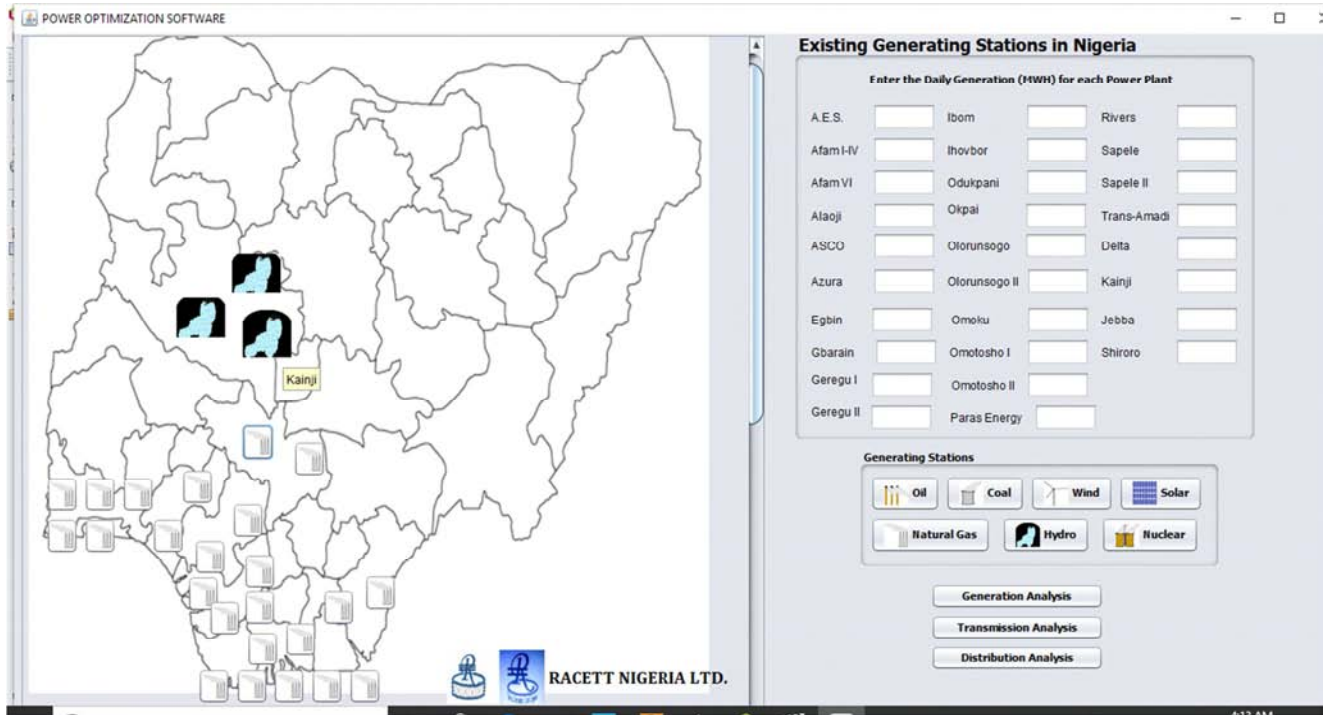 POWER OPTIMIZATION SOFTWARE
Existing Generating Stations in Nigeria
Enter the Daily Generation (MWH) for each Power Plant
A.E.S. Ibom Rivers
Afam I-IV Ihovbor Sapele
Afam VI Odukpani Sapele II
Alaoji Okpai Trans-Amadi
ASCO Olorunsogo Delta
Azura Olorunsogo II Kainji
Egbin Omoku Jebba
Gbarain Omotosho I Shiroro
Geregu I Omotosho II
Geregu II Paras Energy
Kainji
Generating Stations
Oil Coal Wind Solar
Natural Gas Hydro Nuclear
Generation Analysis
Transmission Analysis
Distribution Analysis
RACETT NIGERIA LTD.